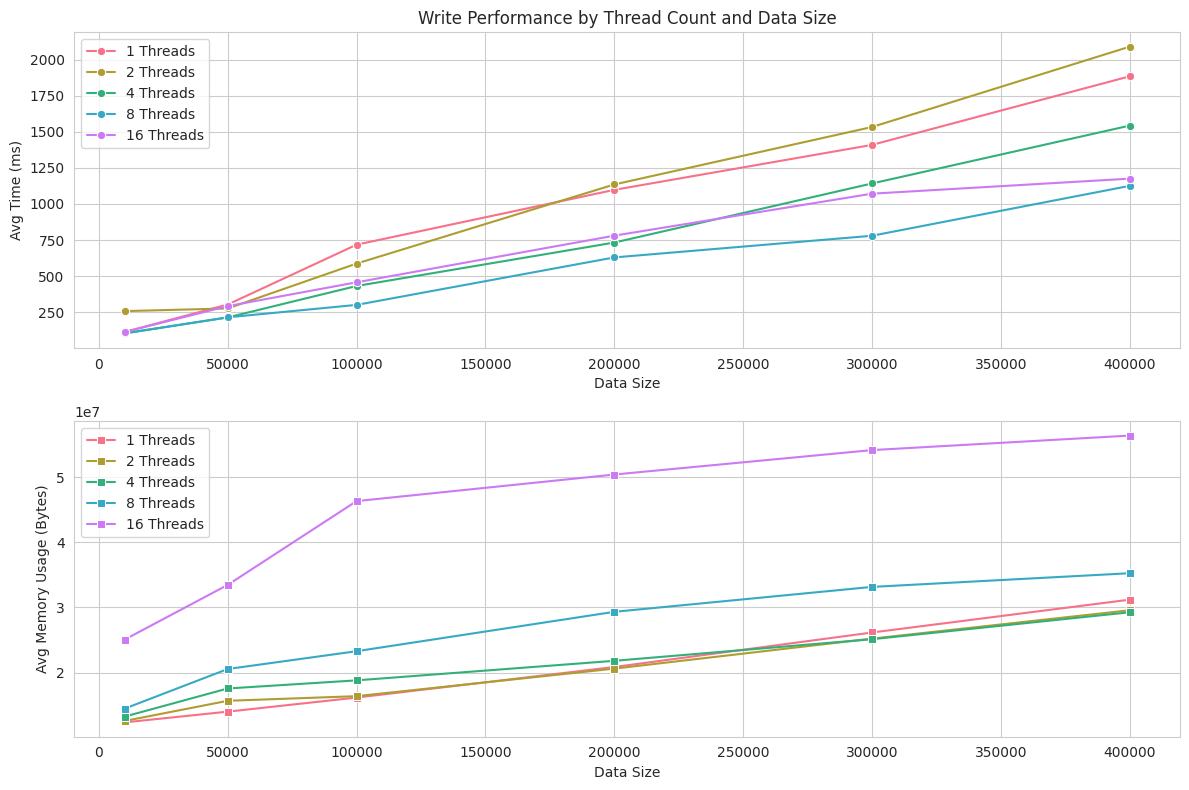 Write Performance by Thread Count and Data Size
1 Threads
2 Threads
4 Threads
8 Threads
16 Threads
Avg Time (ms)
2000
1750
1500
1250
1000
750
500
250
0 50000 100000 150000 200000 250000 300000 350000 400000
Data Size
1e7
1 Threads
2 Threads
4 Threads
8 Threads
16 Threads
Avg Memory Usage (Bytes)
5
4
3
2
0 50000 100000 150000 200000 250000 300000 350000 400000
Data Size